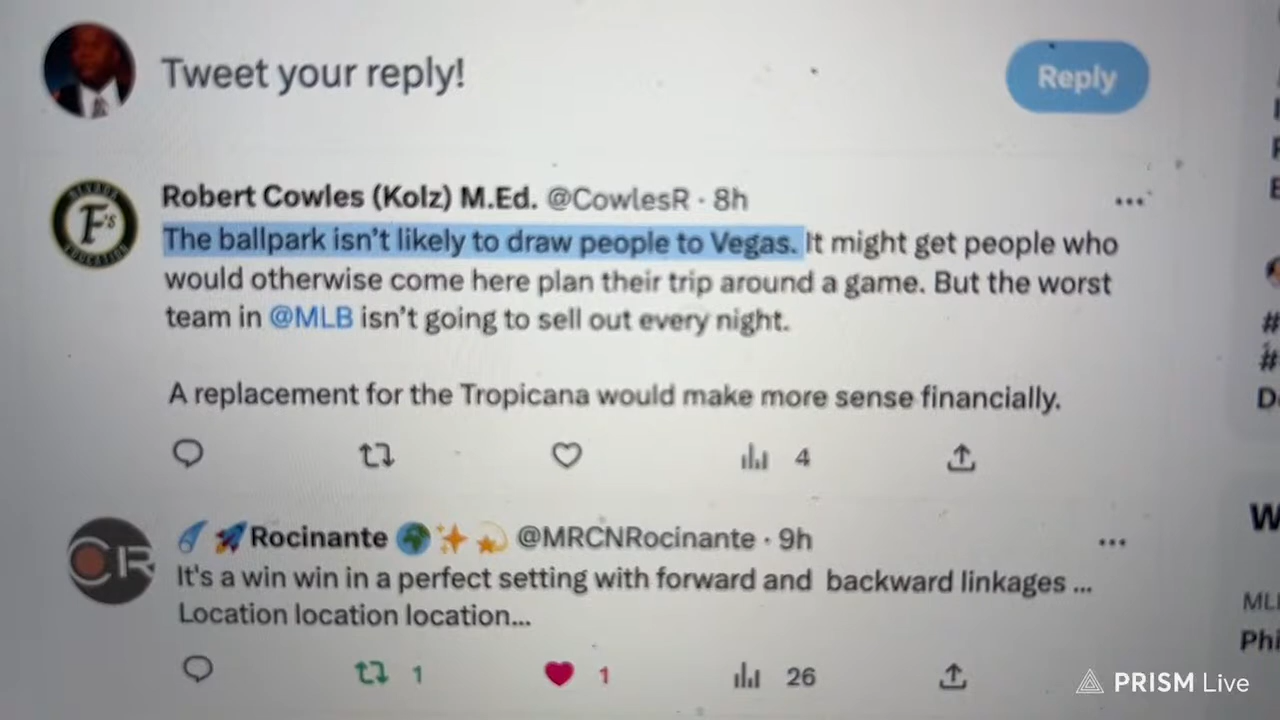 Tweet your reply!
Reply
Robert Cowles (Kolz) M.Ed. @CowlesR · 8h
The ballpark isn't likely to draw people to Vegas. It might get people who
would otherwise come here plan their trip around a game. But the worst
team in @MLB isn't going to sell out every night.
A replacement for the Tropicana would make more sense financially.
4
F's
CR
Rocinante @MRCNRocinante · 9h
It's a win win in a perfect setting with forward and backward linkages ...
Location location location...
1
1
26
#
#
W
Phi
PRISM Live